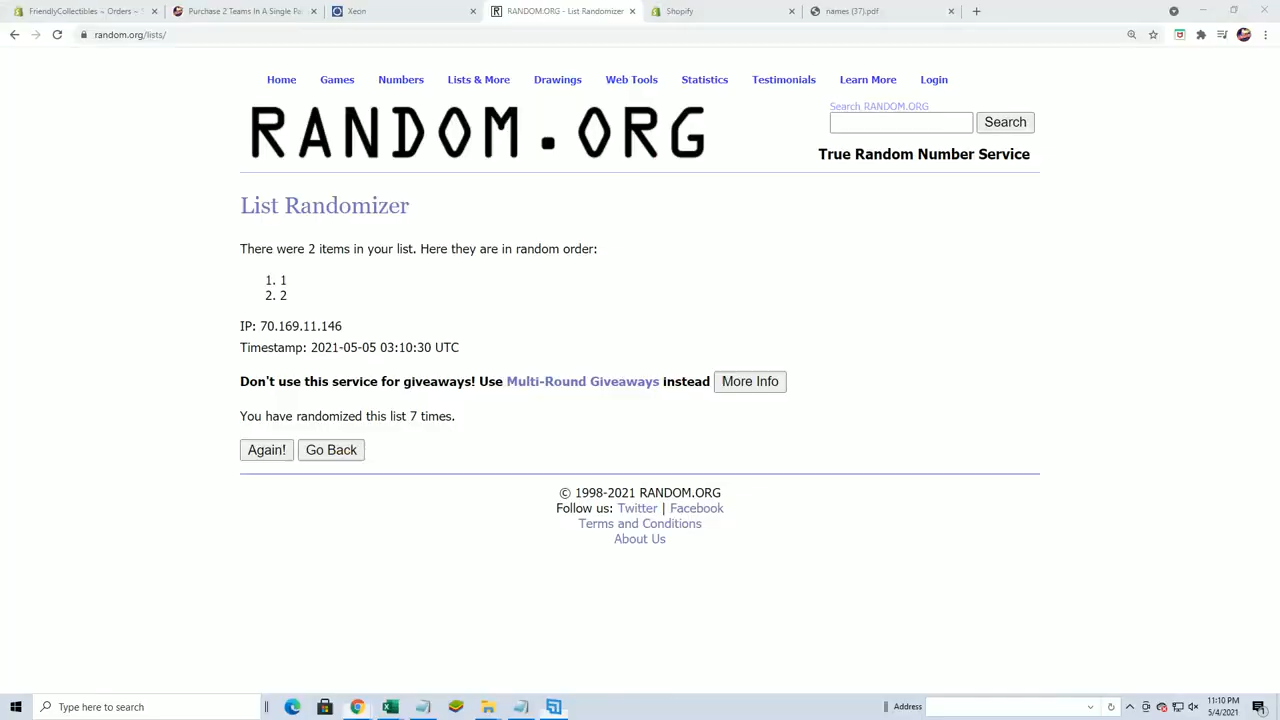 FriendlyCollectibles ~ Orders ~ S
Purchase 2 Teams In A Speed. P
Xeon
RANDOM.ORG - List Randomizer
Shopify
names (37).pdf
random.org/lists/
Home Games Numbers Lists & More Drawings Web Tools Statistics Testimonials Learn More Login
Search RANDOM.ORG
RANDOM.ORG
Search
True Random Number Service
List Randomizer
There were 2 items in your list. Here they are in random order:
1. 1
2. 2
IP: 70.169.11.146
Timestamp: 2021-05-05 03:10:30 UTC
Don't use this service for giveaways! Use Multi-Round Giveaways instead More Info
You have randomized this list 7 times.
Again! Go Back
© 1998-2021 RANDOM.ORG
Follow us: Twitter | Facebook
Terms and Conditions
About Us
Type here to search
Address
11:10 PM
5/4/2021